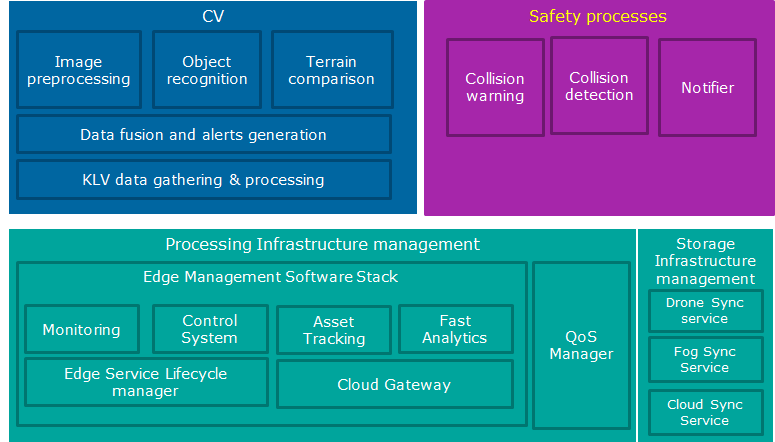 CV
Image
preprocessing
Object
recognition
Terrain
comparison
Data fusion and alerts generation
KLV data gathering & processing
Safety processes
Collision
warning
Collision
detection
Notifier
Processing Infrastructure management
Edge Management Software Stack
Monitoring
Control
System
Asset
Tracking
Fast
Analytics
Edge Service Lifecycle
manager
Cloud Gateway
QoS
Manager
Storage
Infrastructure
management
Drone Sync
service
Fog Sync
Service
Cloud Sync
Service